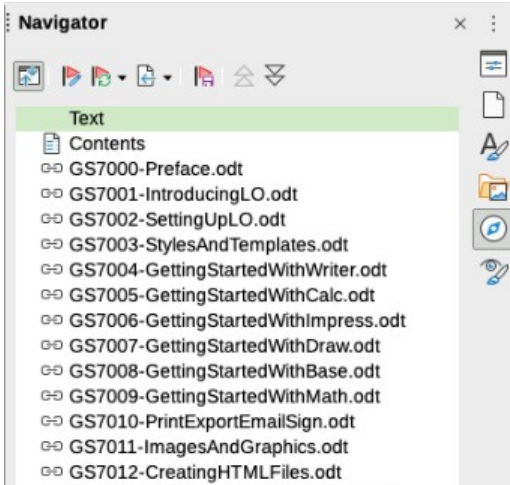 Navigator
Text
Contents
GS7000-Preface.odt
GS7001-IntroducingLO.odt
GS7002-SettingUpLO.odt
GS7003-StylesAndTemplates.odt
GS7004-GettingStartedWithWriter.odt
GS7005-GettingStartedWithCalc.odt
GS7006-GettingStartedWithImpress.odt
GS7007-GettingStartedWithDraw.odt
GS7008-GettingStartedWithBase.odt
GS7009-GettingStartedWithMath.odt
GS7010-PrintExportEmailSign.odt
GS7011-ImagesAndGraphics.odt
GS7012-CreatingHTMLFiles.odt